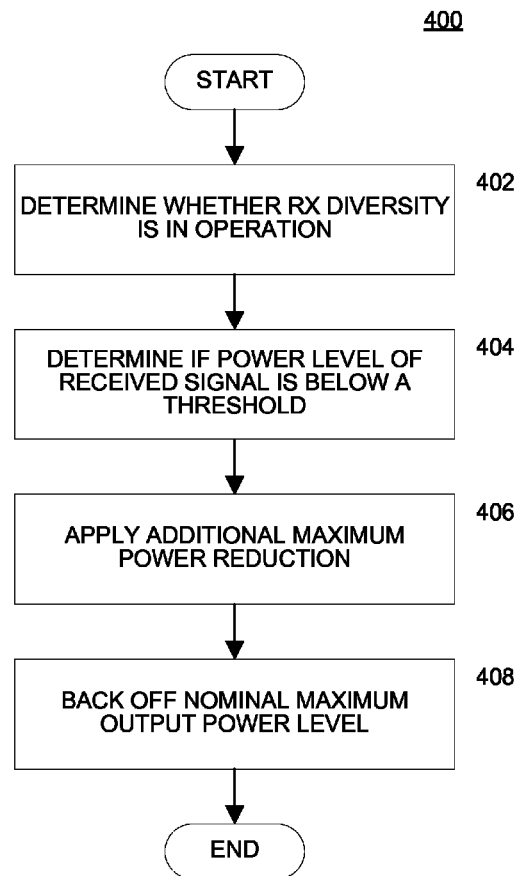 400
START
402
DETERMINE WHETHER RX DIVERSITY
IS IN OPERATION
404
DETERMINE IF POWER LEVEL OF
RECEIVED SIGNAL IS BELOW A
THRESHOLD
406
APPLY ADDITIONAL MAXIMUM
POWER REDUCTION
408
BACK OFF NOMINAL MAXIMUM
OUTPUT POWER LEVEL
END